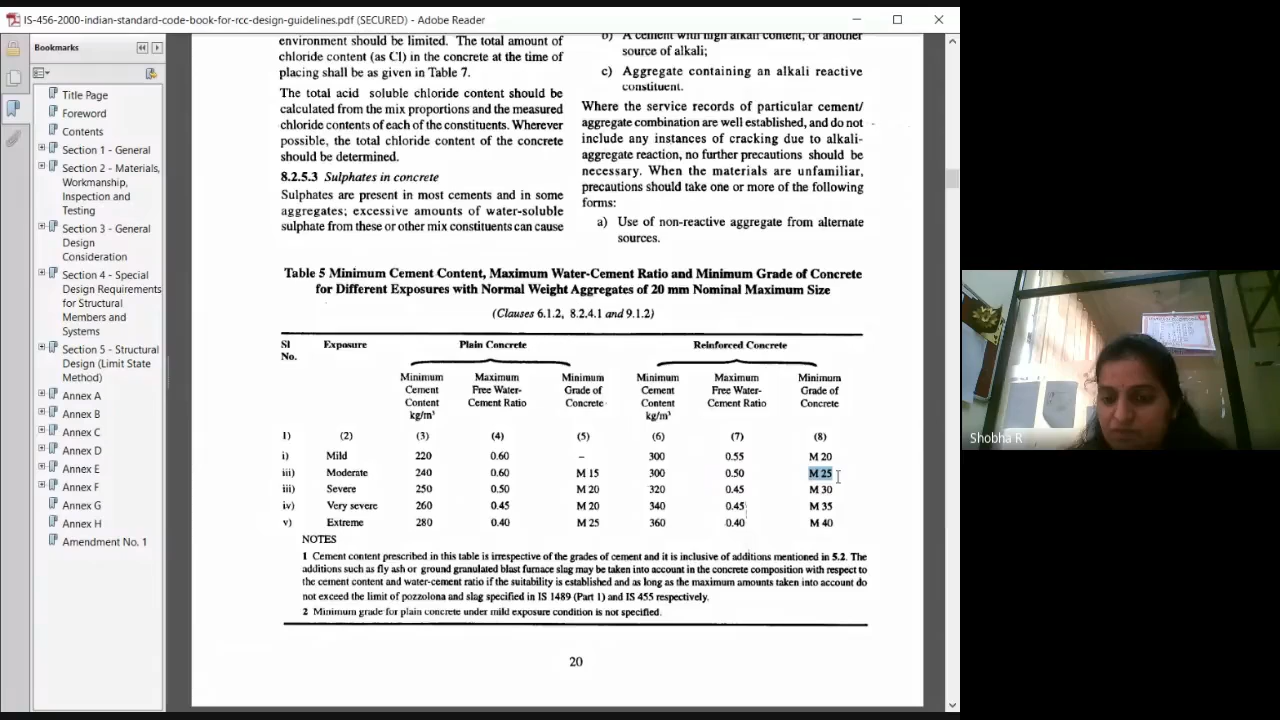 IS-456-2000-indian-standard-code-book-for-rcc-design-guidelines.pdf (SECURED) - Adobe Reader
Bookmarks
Title Page
Foreword
Contents
Section 1 - General
Section 2 - Materials,
Workmanship,
Inspection and
Testing
Section 3 - General
Design
Consideration
Section 4 - Special
Design Requirements
for Structural
Members and
Systems
Section 5 - Structural
Design (Limit State
Method)
Annex A
Annex B
Annex C
Annex D
Annex E
Annex F
Annex G
Annex H
Amendment No. 1
environment should be limited. The total amount of
chloride content (as Cl) in the concrete at the time of
placing shall be as given in Table 7.
The total acid soluble chloride content should be
calculated from the mix proportions and the measured
chloride contents of each of the constituents. Wherever
possible, the total chloride content of the concrete
should be determined.
8.2.5.3 Sulphates in concrete
Sulphates are present in most cements and in some
aggregates; excessive amounts of water-soluble
sulphate from these or other mix constituents can cause
b) A cement with high alkali content, or another
source of alkali;
c) Aggregate containing an alkali reactive
constituent.
Where the service records of particular cement/
aggregate combination are well established, and do not
include any instances of cracking due to alkali-
aggregate reaction, no further precautions should be
necessary. When the materials are unfamiliar,
precautions should take one or more of the following
forms:
a) Use of non-reactive aggregate from alternate
sources.
Table 5 Minimum Cement Content, Maximum Water-Cement Ratio and Minimum Grade of Concrete
for Different Exposures with Normal Weight Aggregates of 20 mm Nominal Maximum Size
(Clauses 6.1.2, 8.2.4.1 and 9.1.2)
Sl No. Exposure Plain Concrete Reinforced Concrete
Minimum Cement Content kg/m³ Maximum Free Water-Cement Ratio Minimum Grade of Concrete Minimum Cement Content kg/m³ Maximum Free Water-Cement Ratio Minimum Grade of Concrete
1) (2) (3) (4) (5) (6) (7) (8)
i) Mild 220 0.60 – 300 0.55 M 20
iii) Moderate 240 0.60 M 15 300 0.50 M 25
iii) Severe 250 0.50 M 20 320 0.45 M 30
iv) Very severe 260 0.45 M 20 340 0.45 M 35
v) Extreme 280 0.40 M 25 360 0.40 M 40
NOTES
1 Cement content prescribed in this table is irrespective of the grades of cement and it is inclusive of additions mentioned in 5.2. The
additions such as fly ash or ground granulated blast furnace slag may be taken into account in the concrete composition with respect to
the cement content and water-cement ratio if the suitability is established and as long as the maximum amounts taken into account do
not exceed the limit of pozzolona and slag specified in IS 1489 (Part 1) and IS 455 respectively.
2 Minimum grade for plain concrete under mild exposure condition is not specified.
20
Shobha R